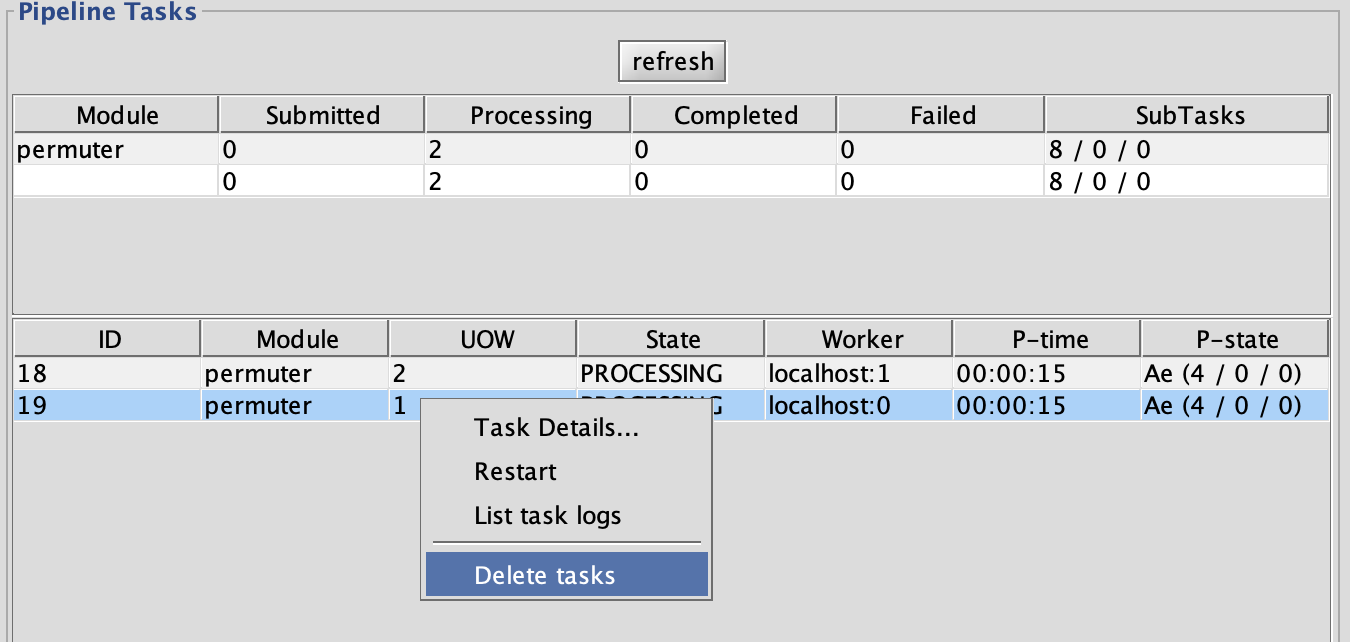 Pipeline Tasks
refresh
Module Submitted Processing Completed Failed SubTasks
permuter 0 2 0 0 8 / 0 / 0
0 2 0 0 8 / 0 / 0
ID Module UOW State Worker P-time P-state
18 permuter 2 PROCESSING localhost:1 00:00:15 Ae (4 / 0 / 0)
19 permuter 1 localhost:0 00:00:15 Ae (4 / 0 / 0)
Task Details...
Restart
List task logs
Delete tasks